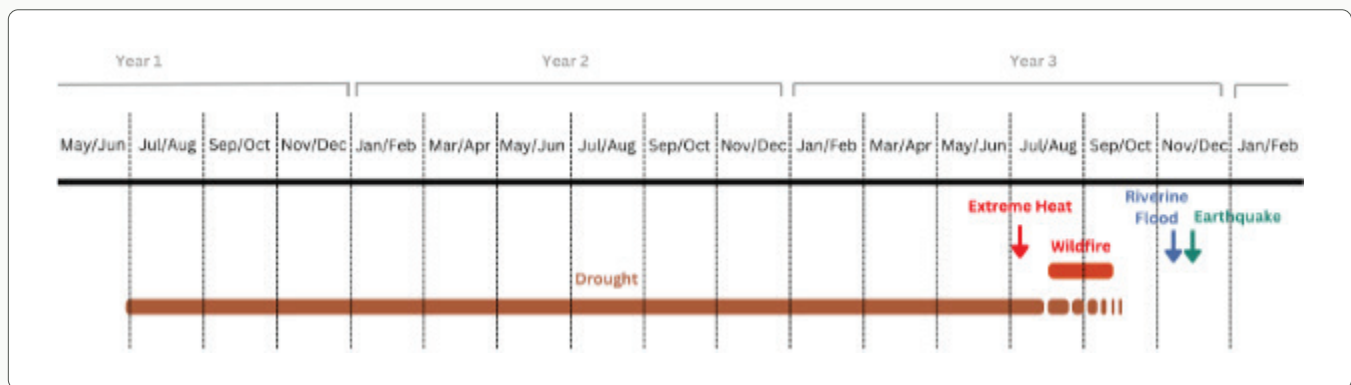 Year 1 Year 2 Year 3
May/Jun Jul/Aug Sep/Oct Nov/Dec Jan/Feb Mar/Apr May/Jun Jul/Aug Sep/Oct Nov/Dec Jan/Feb Mar/Apr May/Jun Jul/Aug Sep/Oct Nov/Dec Jan/Feb
Extreme Heat
Riverine
Flood
Earthquake
Wildfire
Drought